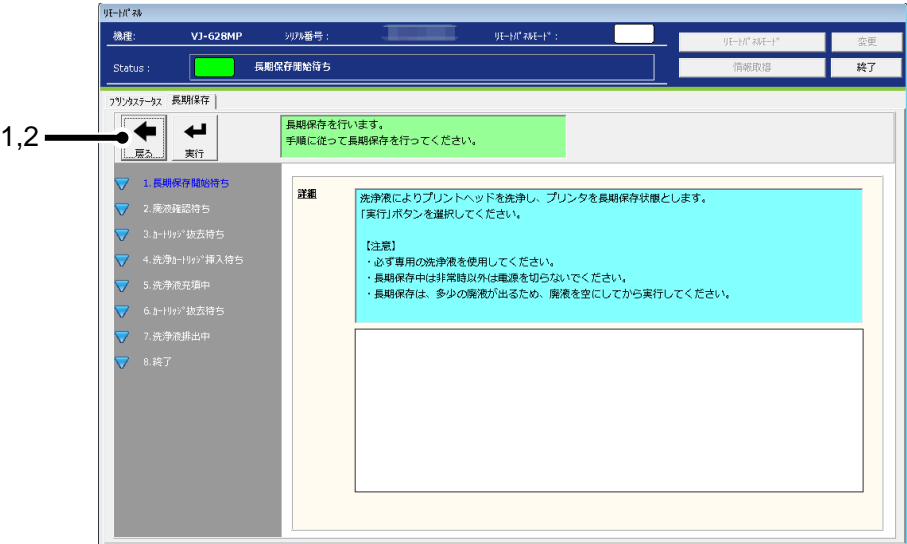 ﾘﾓｰﾄﾊﾟﾈﾙ
機種: VJ-628MP ｼﾘｱﾙ番号: ﾘﾓｰﾄﾊﾟﾈﾙﾓｰﾄﾞ: ﾘﾓｰﾄﾊﾟﾈﾙﾓｰﾄﾞ 変更
Status: 長期保存開始待ち 情報取得 終了
ﾌﾟﾘﾝﾀｽﾃｰﾀｽ 長期保存
1,2
戻る 実行
長期保存を行います。
手順に従って長期保存を行ってください。
1.長期保存開始待ち
2.廃液確認待ち
3.ｶｰﾄﾘｯｼﾞ抜去待ち
4.洗浄ｶｰﾄﾘｯｼﾞ挿入待ち
5.洗浄液充填中
6.ｶｰﾄﾘｯｼﾞ抜去待ち
7.洗浄液排出中
8.終了
詳細
洗浄液によりプリントヘッドを洗浄し、プリンタを長期保存状態とします。
「実行」ボタンを選択してください。
【注意】
・必ず専用の洗浄液を使用してください。
・長期保存中は非常時以外は電源を切らないでください。
・長期保存は、多少の廃液が出るため、廃液を空にしてから実行してください。